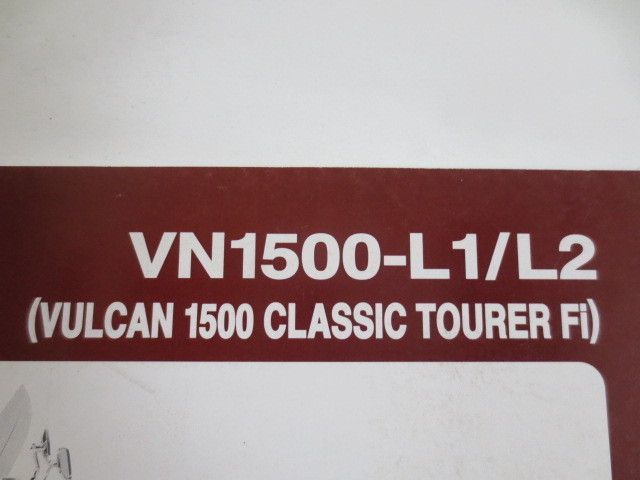 VN1500-L1/L2
(VULCAN 1500 CLASSIC TOURER Fi)